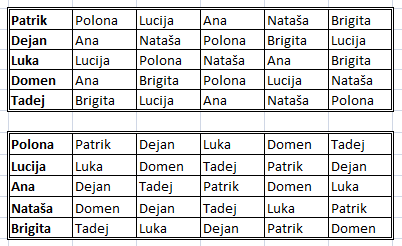 Patrik Polona Lucija Ana Nataša Brigita
Dejan Ana Nataša Polona Brigita Lucija
Luka Lucija Polona Nataša Ana Brigita
Domen Ana Brigita Polona Lucija Nataša
Tadej Brigita Lucija Ana Nataša Polona
Polona Patrik Dejan Luka Domen Tadej
Lucija Luka Domen Tadej Patrik Dejan
Ana Dejan Tadej Patrik Domen Luka
Nataša Domen Dejan Tadej Luka Patrik
Brigita Tadej Luka Dejan Patrik Domen